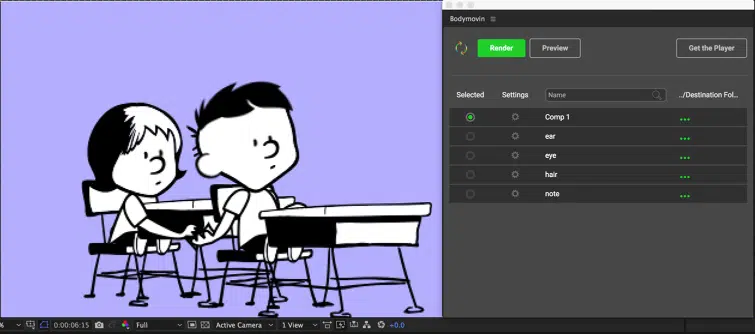 Bodymovin
Render
Preview
Get the Player
Selected
Settings
Name
../Destination Fol...
Comp 1
ear
eye
hair
note
%
0:00:06:15
Full
Active Camera
1 View
+0.0